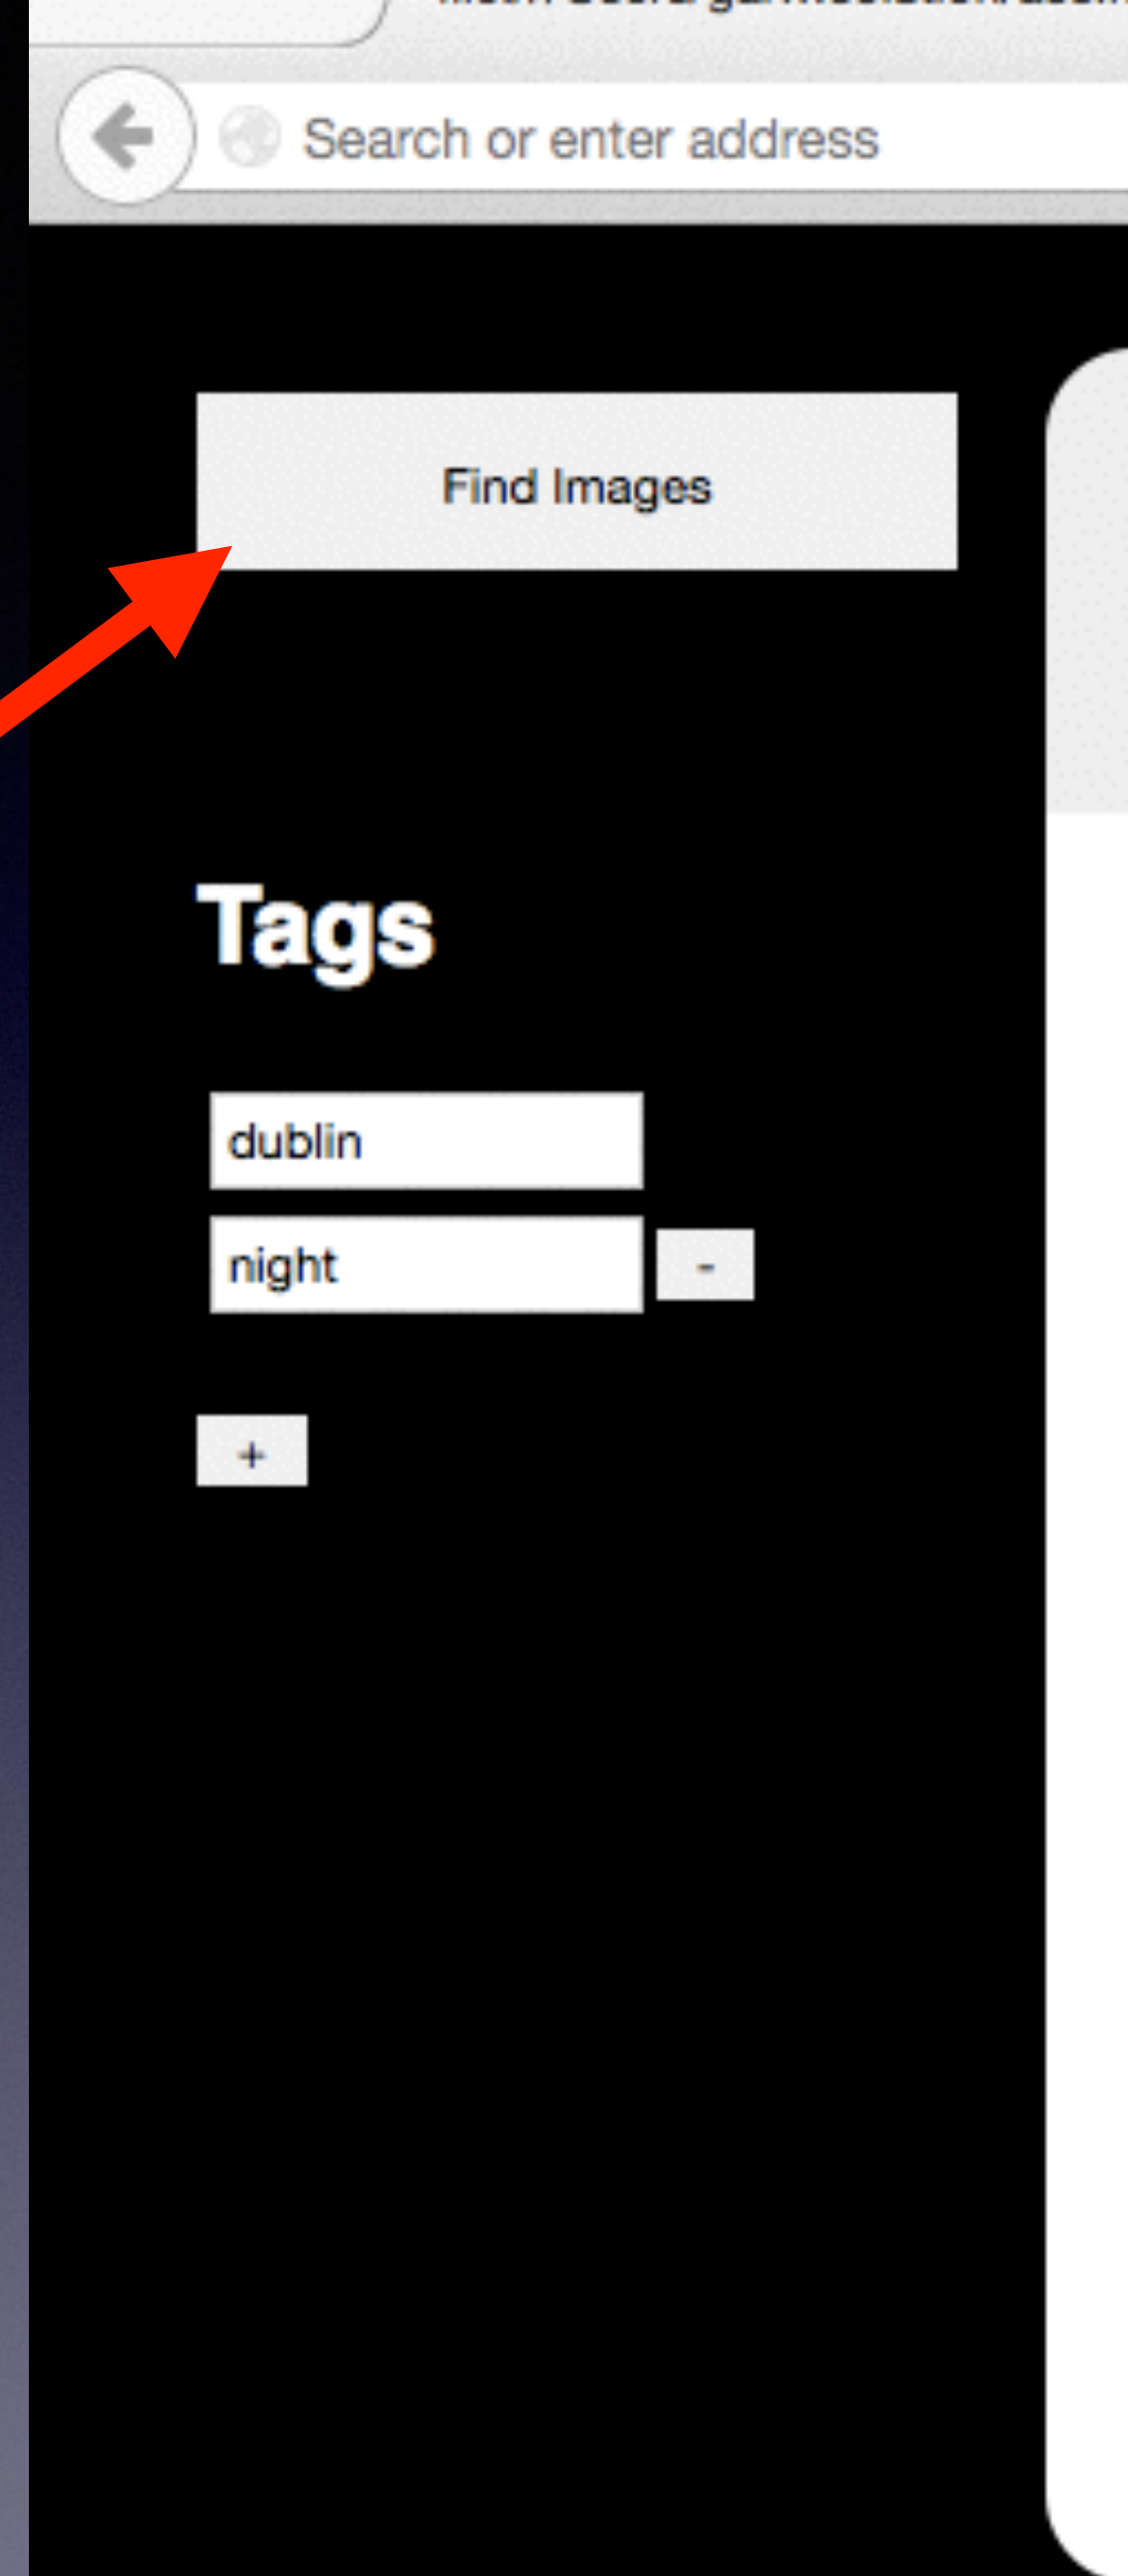 Search or enter address
Find Images
Tags
dublin
night
-
+